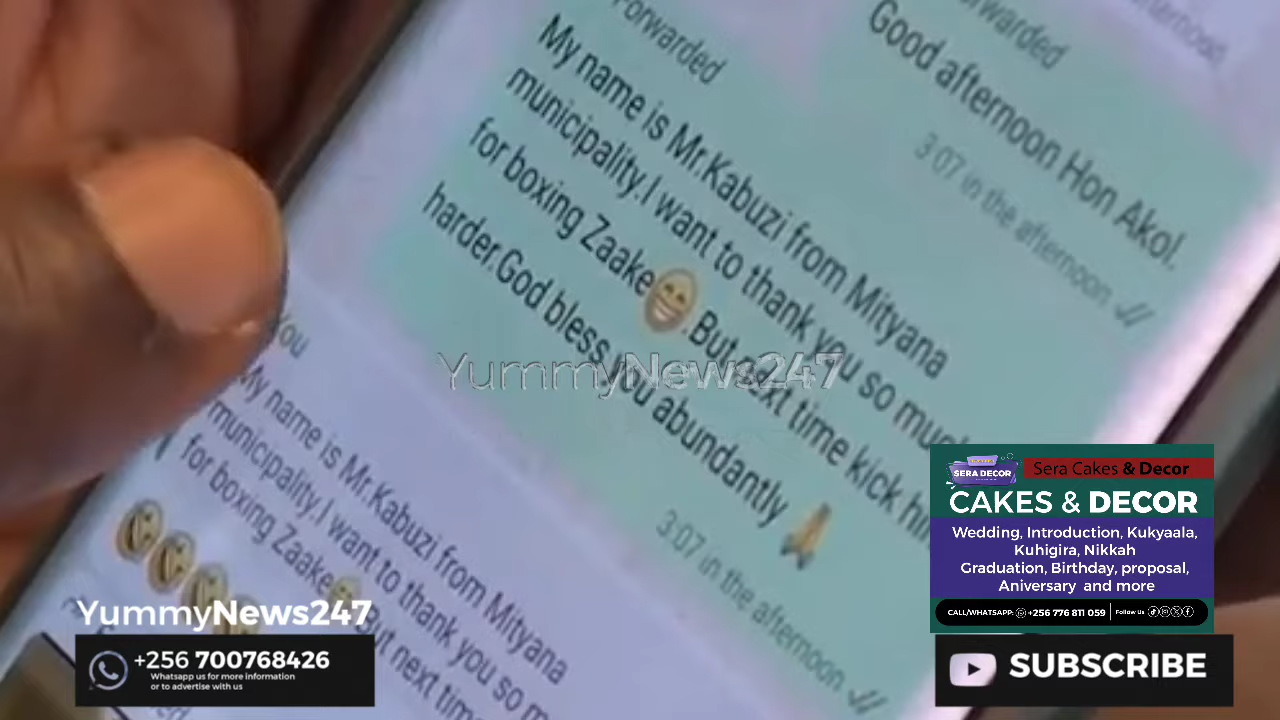 Forwarded
Good afternoon Hon Akol.
3:07 in the afternoon
Forwarded
My name is Mr.Kabuzi from Mityana
municipality.I want to thank you so much
for boxing Zaake😁.But next time kick him
harder.God bless you abundantly 🙏
3:07 in the afternoon
You
My name is Mr.Kabuzi from Mityana
municipality.I want to thank you so m
for boxing Zaake But next time
YummyNews247
YummyNews247
+256 700768426
Whatsapp us for more information
or to advertise with us
SERA DECOR
Sera Cakes & Decor
CAKES & DECOR
Wedding, Introduction, Kukyaala,
Kuhigira, Nikkah
Graduation, Birthday, proposal,
Aniversary and more
CALL/WHATSAPP: +256 776 811 059 Follow Us
SUBSCRIBE